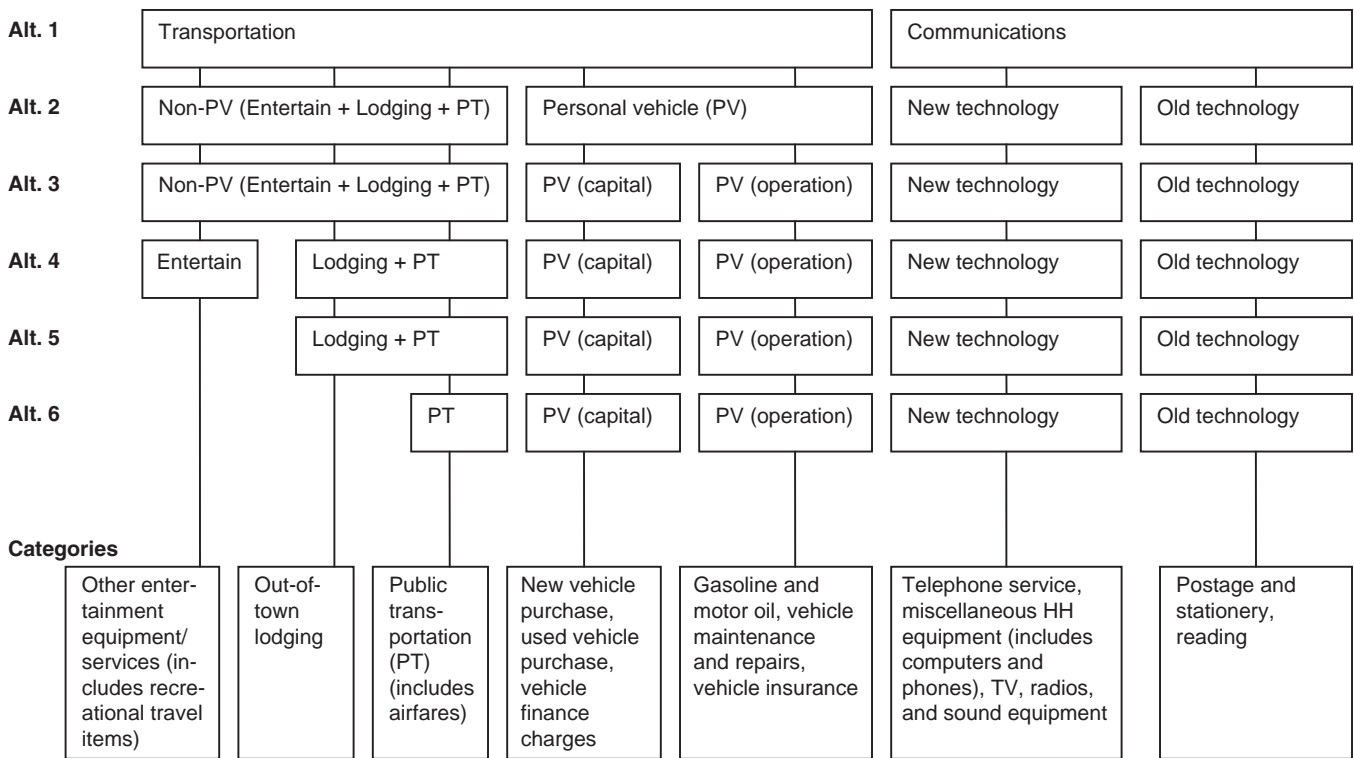 Alt. 1
Transportation
Communications
Alt. 2
Non-PV (Entertain + Lodging + PT)
Personal vehicle (PV)
New technology
Old technology
Alt. 3
Non-PV (Entertain + Lodging + PT)
PV (capital)
PV (operation)
New technology
Old technology
Alt. 4
Entertain
Lodging + PT
PV (capital)
PV (operation)
New technology
Old technology
Alt. 5
Lodging + PT
PV (capital)
PV (operation)
New technology
Old technology
Alt. 6
PT
PV (capital)
PV (operation)
New technology
Old technology
Categories
Other enter-
tainment
equipment/
services (in-
cludes recre-
ational travel
items)
Out-of-
town
lodging
Public
trans-
portation
(PT)
(includes
airfares)
New vehicle
purchase,
used vehicle
purchase,
vehicle
finance
charges
Gasoline and
motor oil, vehicle
maintenance
and repairs,
vehicle insurance
Telephone service,
miscellaneous HH
equipment (includes
computers and
phones), TV, radios,
and sound equipment
Postage and
stationery,
reading